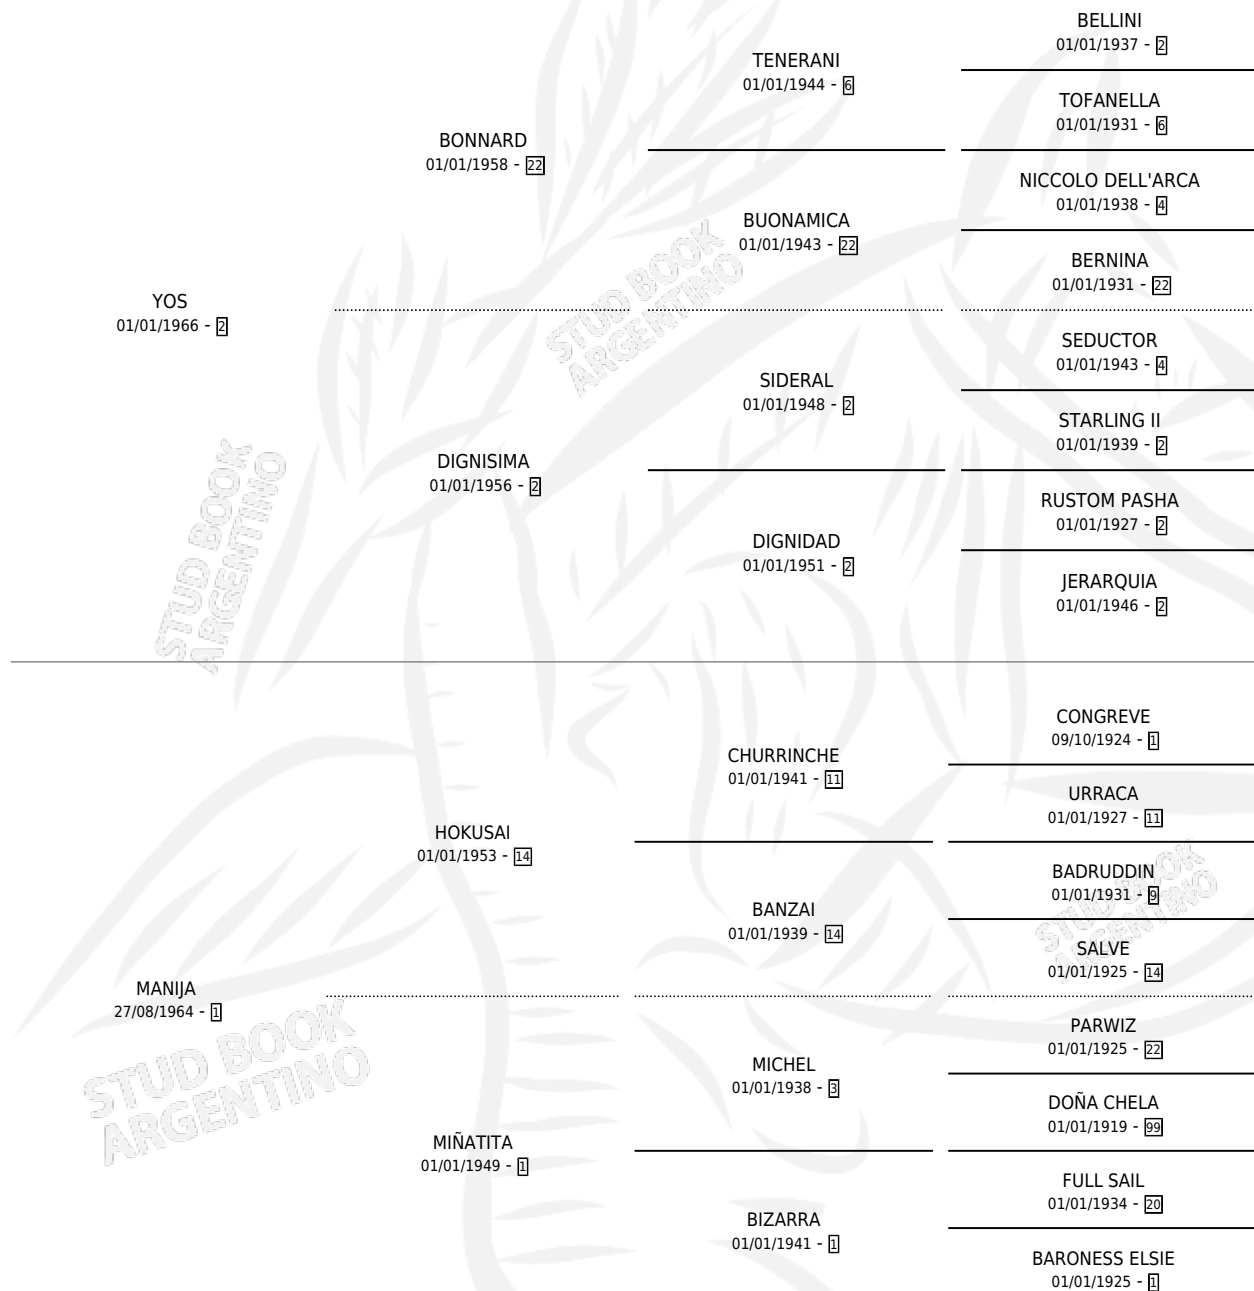 BELLINI
01/01/1937 - 2
TENERANI
01/01/1944 - 6
TOFANELLA
01/01/1931 - 6
BONNARD
01/01/1958 - 22
NICCOLO DELL'ARCA
01/01/1938 - 4
BUONAMICA
01/01/1943 - 22
BERNINA
01/01/1931 - 22
YOS
01/01/1966 - 2
SEDUCTOR
01/01/1943 - 4
SIDERAL
01/01/1948 - 2
STARLING II
01/01/1939 - 2
DIGNISIMA
01/01/1956 - 2
RUSTOM PASHA
01/01/1927 - 2
DIGNIDAD
01/01/1951 - 2
JERARQUIA
01/01/1946 - 2
CONGREVE
09/10/1924 - 1
CHURRINCHE
01/01/1941 - 11
URRACA
01/01/1927 - 11
HOKUSAI
01/01/1953 - 14
BADRUDDIN
01/01/1931 - 9
BANZAI
01/01/1939 - 14
SALVE
01/01/1925 - 14
MANIJA
27/08/1964 - 1
PARWIZ
01/01/1925 - 22
MICHEL
01/01/1938 - 3
DOÑA CHELA
01/01/1919 - 99
MIÑATITA
01/01/1949 - 1
FULL SAIL
01/01/1934 - 20
BIZARRA
01/01/1941 - 1
BARONESS ELSIE
01/01/1925 - 1
STUD BOOK
ARGENTINO
STUD BOOK
ARGENTINO
STUD BOOK
ARGENTINO
STUD BOOK
ARGENTINO